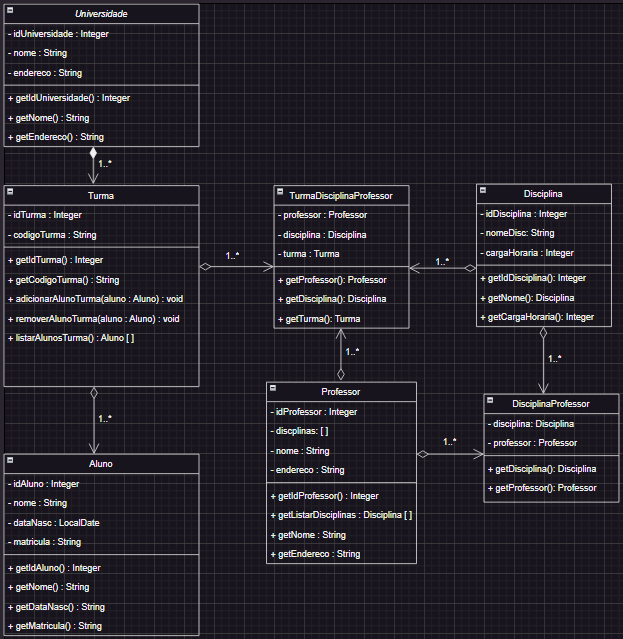 Universidade
- idUniversidade : Integer
- nome : String
- endereco : String
+ getIdUniversidade() : Integer
+ getNome() : String
+ getEndereco() : String
1..*
Turma
- idTurma : Integer
- codigoTurma : String
+ getIdTurma() : Integer
+ getCodigoTurma() : String
+ adicionarAlunoTurma(aluno : Aluno) : void
+ removerAlunoTurma(aluno : Aluno) : void
+ listarAlunosTurma() : Aluno [ ]
1..*
TurmaDisciplinaProfessor
- professor : Professor
- disciplina : Disciplina
- turma : Turma
+ getProfessor(): Professor
+ getDisciplina(): Disciplina
+ getTurma(): Turma
1..*
Disciplina
- idDisciplina : Integer
- nomeDisc: String
- cargaHoraria : Integer
+ getIdDisciplina(): Integer
+ getNome(): Disciplina
+ getCargaHoraria(): Integer
1..*
1..*
1..*
Aluno
- idAluno : Integer
- nome : String
- dataNasc : LocalDate
- matricula : String
+ getIdAluno() : Integer
+ getNome() : String
+ getDataNasc() : String
+ getMatricula() : String
Professor
- idProfessor : Integer
- discplinas: [ ]
- nome : String
- endereco : String
+ getIdProfessor() : Integer
+ getListarDisciplinas : Disciplina [ ]
+ getNome : String
+ getEndereco : String
1..*
DisciplinaProfessor
- disciplina: Disciplina
- professor : Professor
+ getDisciplina(): Disciplina
+ getProfessor(): Professor